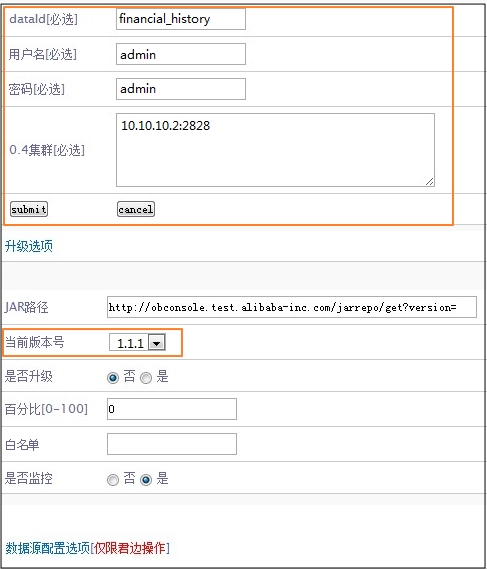 dataId[必选] financial_history
用户名[必选] admin
密码[必选] admin
0.4集群[必选] 10.10.10.2:2828
submit cancel
升级选项
JAR路径 http://obconsole.test.alibaba-inc.com/jarrepo/get?version=
当前版本号 1.1.1
是否升级 否 是
百分比[0-100] 0
白名单
是否监控 否 是
数据源配置选项[仅限君边操作]